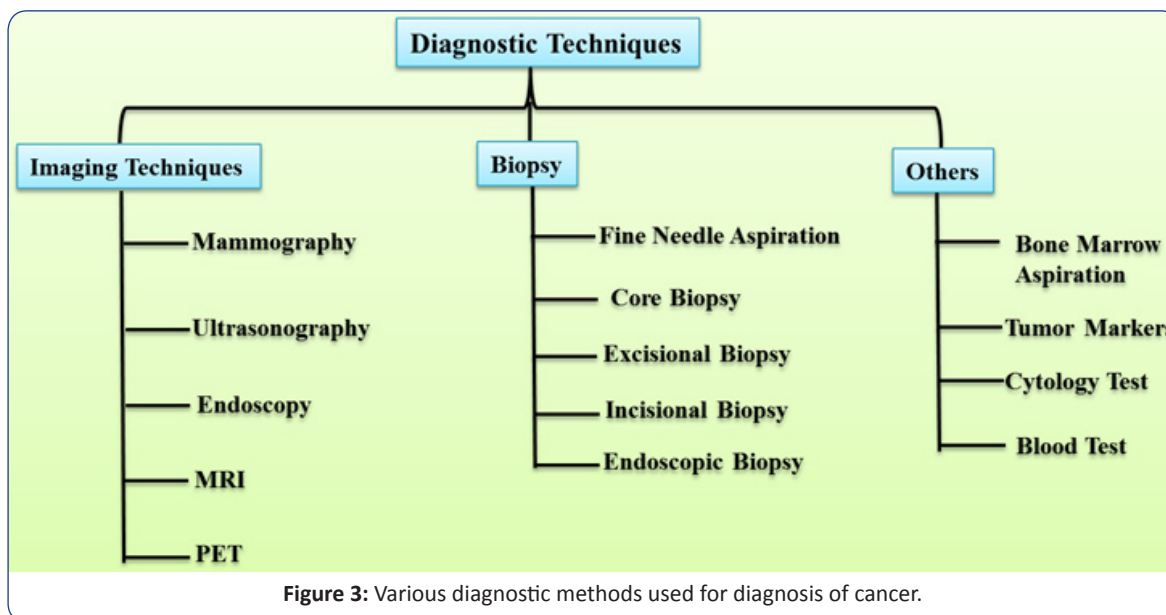 Diagnostic Techniques
Imaging Techniques
Mammography
Ultrasonography
Endoscopy
MRI
PET
Biopsy
Fine Needle Aspiration
Core Biopsy
Excisional Biopsy
Incisional Biopsy
Endoscopic Biopsy
Others
Bone Marrow
Aspiration
Tumor Markers
Cytology Test
Blood Test
Figure 3: Various diagnostic methods used for diagnosis of cancer.